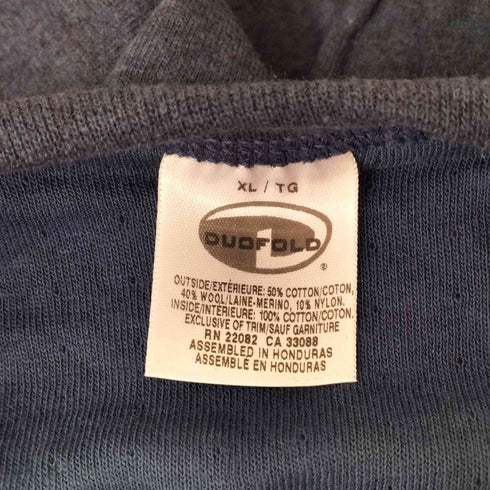 XL / TG
DUOFOLD
®
OUTSIDE/EXTÉRIEURE: 50% COTTON/COTON,
40% WOOL/LAINE-MERINO, 10% NYLON.
INSIDE/INTÉRIEURE: 100% COTTON/COTON.
EXCLUSIVE OF TRIM/SAUF GARNITURE
RN 22082 CA 33088
ASSEMBLED IN HONDURAS
ASSEMBLÉ EN HONDURAS